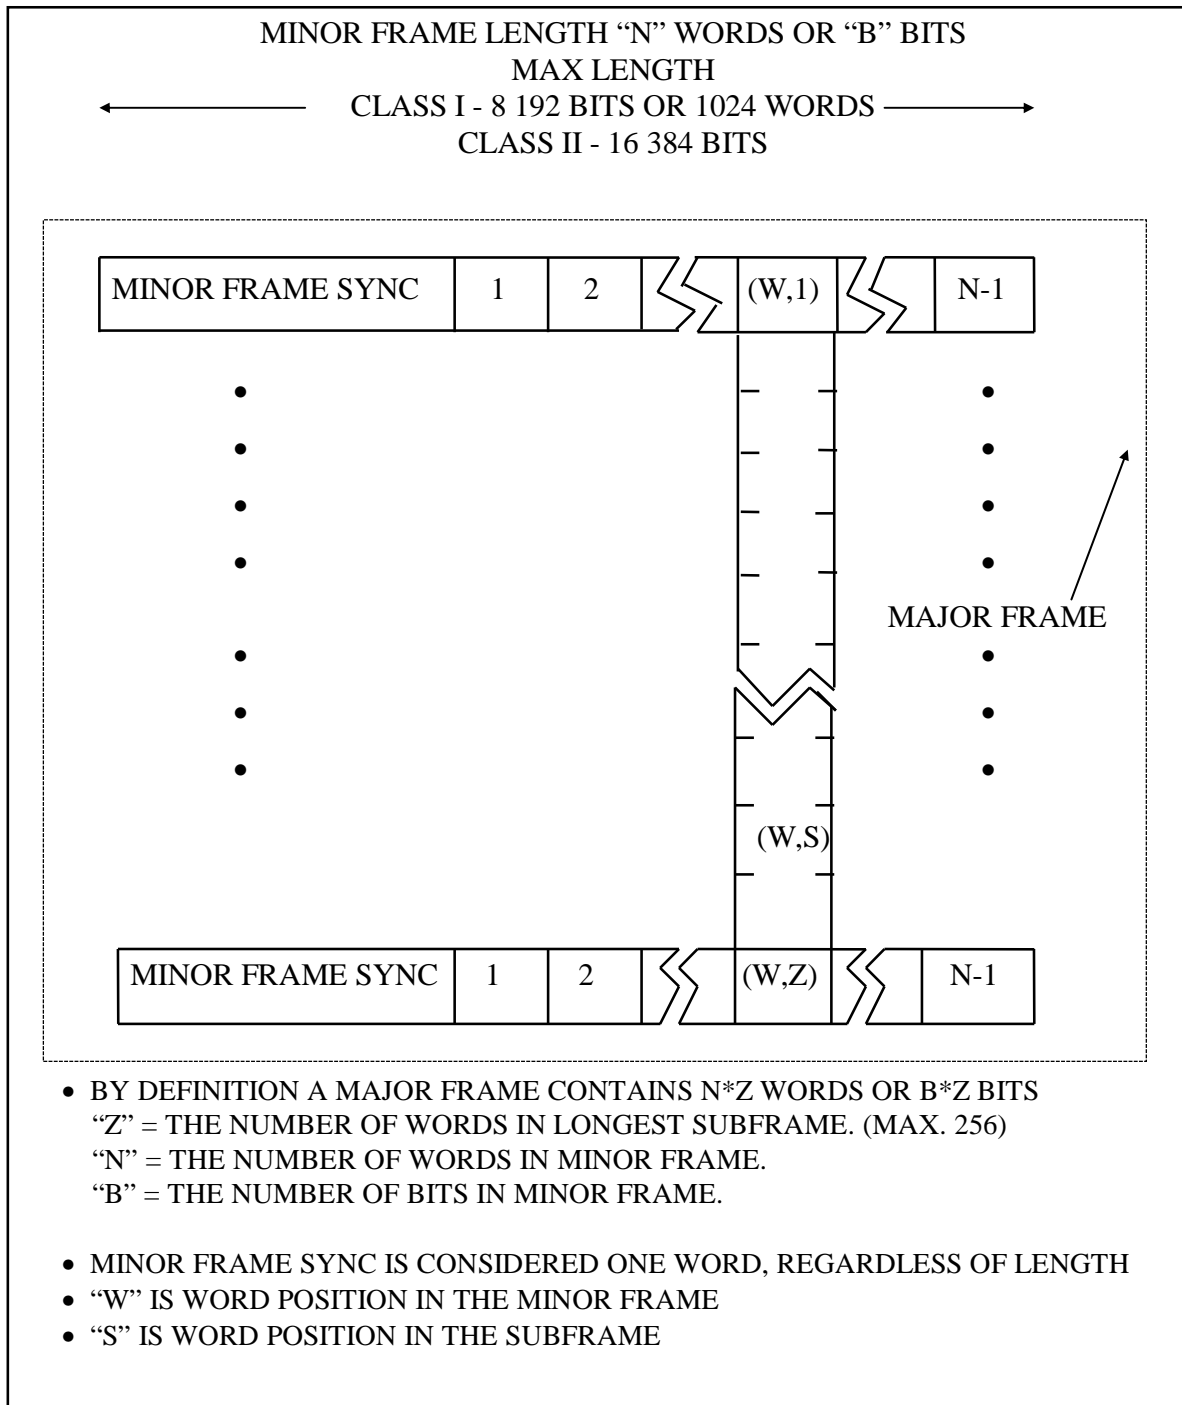 MINOR FRAME LENGTH “N” WORDS OR “B” BITS
MAX LENGTH
CLASS I - 8 192 BITS OR 1024 WORDS
CLASS II - 16 384 BITS
MINOR FRAME SYNC 1 2 (W,1) N-1
MAJOR FRAME
(W,S)
MINOR FRAME SYNC 1 2 (W,Z) N-1
• BY DEFINITION A MAJOR FRAME CONTAINS N*Z WORDS OR B*Z BITS
“Z” = THE NUMBER OF WORDS IN LONGEST SUBFRAME. (MAX. 256)
“N” = THE NUMBER OF WORDS IN MINOR FRAME.
“B” = THE NUMBER OF BITS IN MINOR FRAME.
• MINOR FRAME SYNC IS CONSIDERED ONE WORD, REGARDLESS OF LENGTH
• “W” IS WORD POSITION IN THE MINOR FRAME
• “S” IS WORD POSITION IN THE SUBFRAME